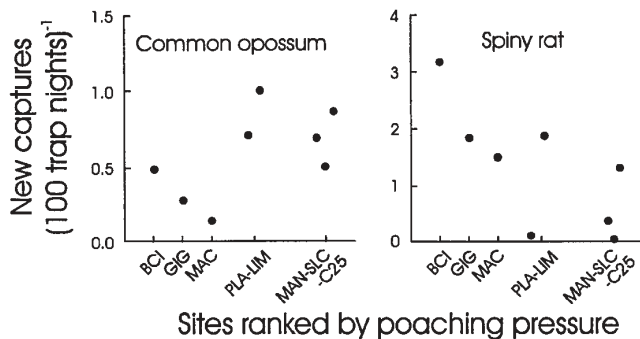 New captures
(100 trap nights)-1
Common opossum
1.5
1.0
0.5
0.0
BCI
GIG
MAC
PLA-LIM
MAN-SLC
-C25
Spiny rat
4
3
2
1
0
BCI
GIG
MAC
PLA-LIM
MAN-SLC
-C25
Sites ranked by poaching pressure